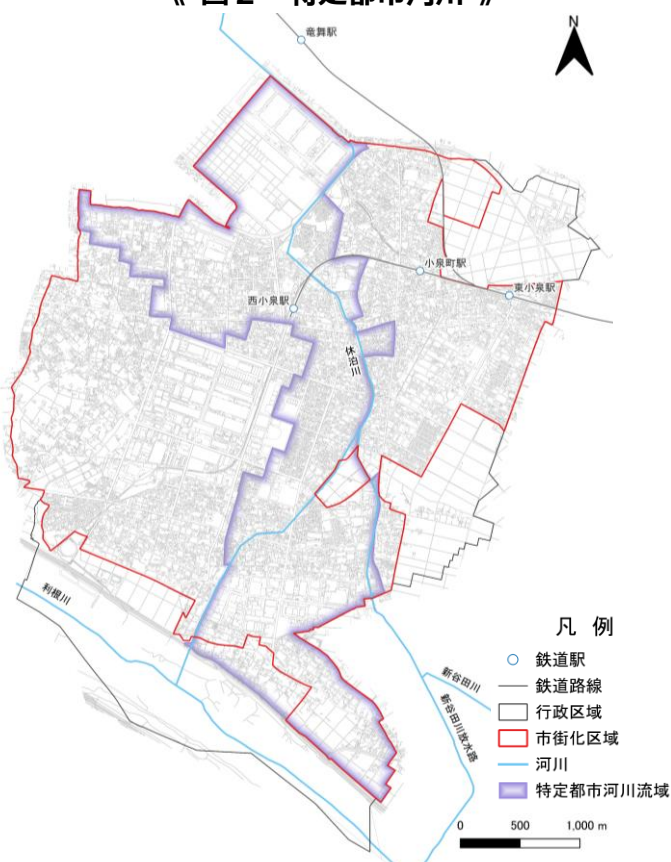 《 図２ 特定都市河川 》
竜舞駅
N
小泉町駅
東小泉駅
西小泉駅
休泊川
利根川
新谷田川
新谷田川放水路
凡 例
鉄道駅
鉄道路線
行政区域
市街化区域
河川
特定都市河川流域
0 500 1,000 m